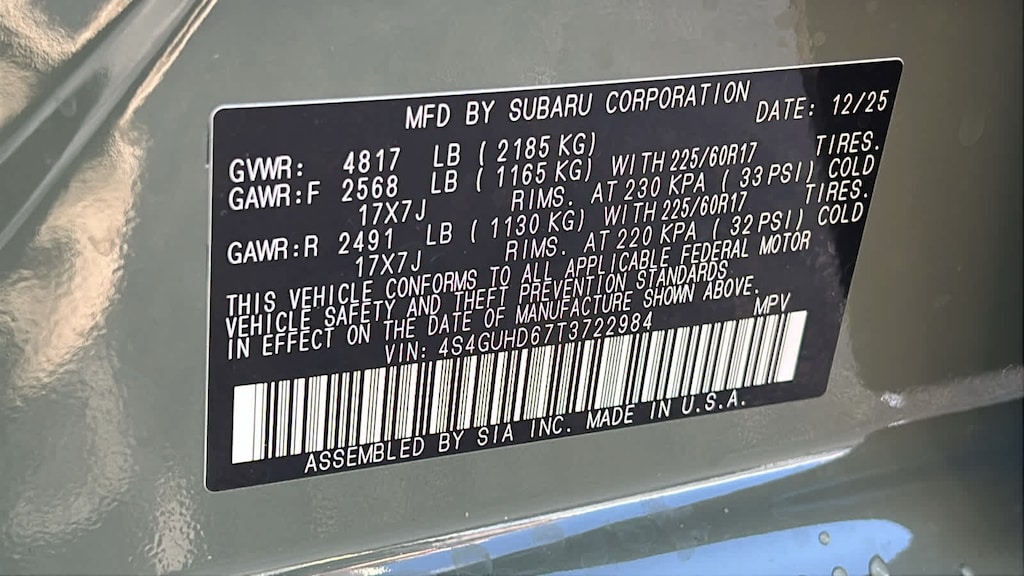 MFD BY SUBARU CORPORATION DATE: 12/25
GVWR: 4817 LB ( 2185 KG)
GAWR:F 2568 LB ( 1165 KG) WITH 225/60R17 TIRES.
17X7J RIMS. AT 230 KPA ( 33 PSI) COLD
GAWR:R 2491 LB ( 1130 KG) WITH 225/60R17 TIRES.
17X7J RIMS. AT 220 KPA ( 32 PSI) COLD
THIS VEHICLE CONFORMS TO ALL APPLICABLE FEDERAL MOTOR
VEHICLE SAFETY AND THEFT PREVENTION STANDARDS
IN EFFECT ON THE DATE OF MANUFACTURE SHOWN ABOVE.
VIN: 4S4GUHD67T3722984 MPV
ASSEMBLED BY SIA INC. MADE IN U.S.A.